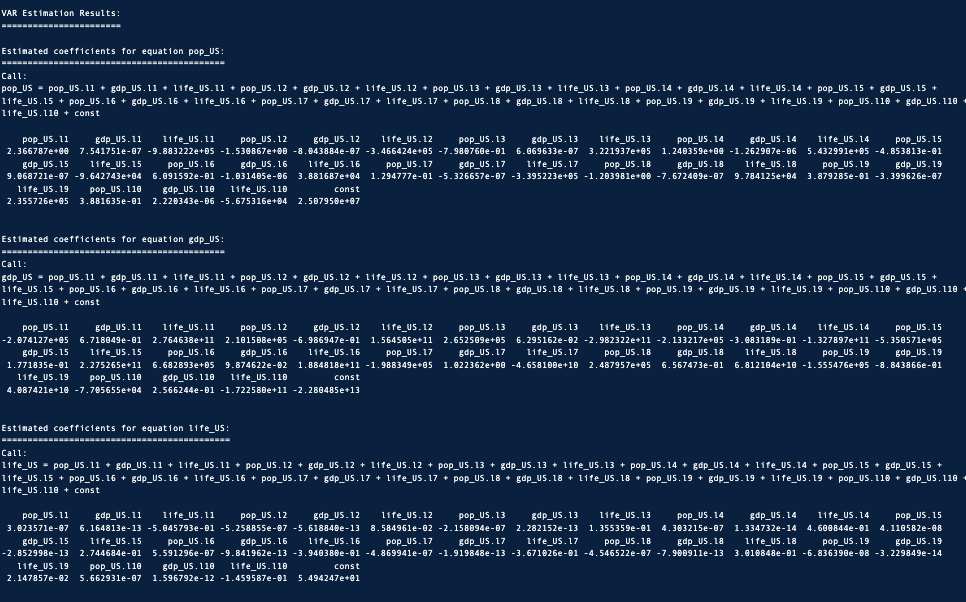 VAR Estimation Results:
=======================
Estimated coefficients for equation pop_US:
===========================================
Call:
pop_US = pop_US.l1 + gdp_US.l1 + life_US.l1 + pop_US.l2 + gdp_US.l2 + life_US.l2 + pop_US.l3 + gdp_US.l3 + life_US.l3 + pop_US.l4 + gdp_US.l4 + life_US.l4 + pop_US.l5 + gdp_US.l5 +
life_US.l5 + pop_US.l6 + gdp_US.l6 + life_US.l6 + pop_US.l7 + gdp_US.l7 + life_US.l7 + pop_US.l8 + gdp_US.l8 + life_US.l8 + pop_US.l9 + gdp_US.l9 + life_US.l9 + pop_US.l10 + gdp_US.l10 +
life_US.l10 + const
pop_US.l1 gdp_US.l1 life_US.l1 pop_US.l2 gdp_US.l2 life_US.l2 pop_US.l3 gdp_US.l3 life_US.l3 pop_US.l4 gdp_US.l4 life_US.l4 pop_US.l5
2.366787e+00 7.541751e-07 -9.883222e+05 -1.530867e+00 -8.043884e-07 -3.466424e+05 -7.980760e-01 6.069633e-07 3.221937e+05 1.240359e+00 -1.262907e-06 5.432991e+05 -4.853813e-01
gdp_US.l5 life_US.l5 pop_US.l6 gdp_US.l6 life_US.l6 pop_US.l7 gdp_US.l7 life_US.l7 pop_US.l8 gdp_US.l8 life_US.l8 pop_US.l9 gdp_US.l9
9.068721e-07 -9.642743e+04 6.091592e-01 -1.031405e-06 3.881687e+04 1.294777e-01 -5.326657e-07 -3.395223e+05 -1.203981e+00 -7.672409e-07 9.784125e+04 3.879285e-01 -3.399626e-07
life_US.l9 pop_US.l10 gdp_US.l10 life_US.l10 const
2.355726e+05 3.881635e-01 2.220343e-06 -5.675316e+04 2.507950e+07
Estimated coefficients for equation gdp_US:
===========================================
Call:
gdp_US = pop_US.l1 + gdp_US.l1 + life_US.l1 + pop_US.l2 + gdp_US.l2 + life_US.l2 + pop_US.l3 + gdp_US.l3 + life_US.l3 + pop_US.l4 + gdp_US.l4 + life_US.l4 + pop_US.l5 + gdp_US.l5 +
life_US.l5 + pop_US.l6 + gdp_US.l6 + life_US.l6 + pop_US.l7 + gdp_US.l7 + life_US.l7 + pop_US.l8 + gdp_US.l8 + life_US.l8 + pop_US.l9 + gdp_US.l9 + life_US.l9 + pop_US.l10 + gdp_US.l10 +
life_US.l10 + const
pop_US.l1 gdp_US.l1 life_US.l1 pop_US.l2 gdp_US.l2 life_US.l2 pop_US.l3 gdp_US.l3 life_US.l3 pop_US.l4 gdp_US.l4 life_US.l4 pop_US.l5
-2.074127e+05 6.718049e-01 2.764638e+11 2.101508e+05 -6.986947e-01 1.564505e+11 2.652509e+05 6.295162e-02 -2.982322e+11 -2.133217e+05 -3.083189e-01 -1.327897e+11 -5.350571e+05
gdp_US.l5 life_US.l5 pop_US.l6 gdp_US.l6 life_US.l6 pop_US.l7 gdp_US.l7 life_US.l7 pop_US.l8 gdp_US.l8 life_US.l8 pop_US.l9 gdp_US.l9
1.771835e-01 2.275265e+11 6.682893e+05 9.874622e-02 1.884818e+11 -1.988349e+05 1.022362e+00 -4.658100e+10 2.487957e+05 6.567473e-01 6.812104e+10 -1.555476e+05 -8.843866e-01
life_US.l9 pop_US.l10 gdp_US.l10 life_US.l10 const
4.087421e+10 -7.705655e+04 2.566244e-01 -1.722580e+11 -2.280485e+13
Estimated coefficients for equation life_US:
============================================
Call:
life_US = pop_US.l1 + gdp_US.l1 + life_US.l1 + pop_US.l2 + gdp_US.l2 + life_US.l2 + pop_US.l3 + gdp_US.l3 + life_US.l3 + pop_US.l4 + gdp_US.l4 + life_US.l4 + pop_US.l5 + gdp_US.l5 +
life_US.l5 + pop_US.l6 + gdp_US.l6 + life_US.l6 + pop_US.l7 + gdp_US.l7 + life_US.l7 + pop_US.l8 + gdp_US.l8 + life_US.l8 + pop_US.l9 + gdp_US.l9 + life_US.l9 + pop_US.l10 + gdp_US.l10 +
life_US.l10 + const
pop_US.l1 gdp_US.l1 life_US.l1 pop_US.l2 gdp_US.l2 life_US.l2 pop_US.l3 gdp_US.l3 life_US.l3 pop_US.l4 gdp_US.l4 life_US.l4 pop_US.l5
3.023571e-07 6.164813e-13 -5.045793e-01 -5.258855e-07 -5.618840e-13 8.584961e-02 -2.158094e-07 2.282152e-13 1.355359e-01 4.303215e-07 1.334732e-14 4.600844e-01 4.110582e-08
gdp_US.l5 life_US.l5 pop_US.l6 gdp_US.l6 life_US.l6 pop_US.l7 gdp_US.l7 life_US.l7 pop_US.l8 gdp_US.l8 life_US.l8 pop_US.l9 gdp_US.l9
-2.852998e-13 2.744684e-01 5.591296e-07 -9.841962e-13 -3.940380e-01 -4.869941e-07 -1.919848e-13 -3.671026e-01 -4.546522e-07 -7.900911e-13 3.010848e-01 -6.836390e-08 -3.229849e-14
life_US.l9 pop_US.l10 gdp_US.l10 life_US.l10 const
2.147857e-02 5.662931e-07 1.596792e-12 -1.459587e-01 5.494247e+01